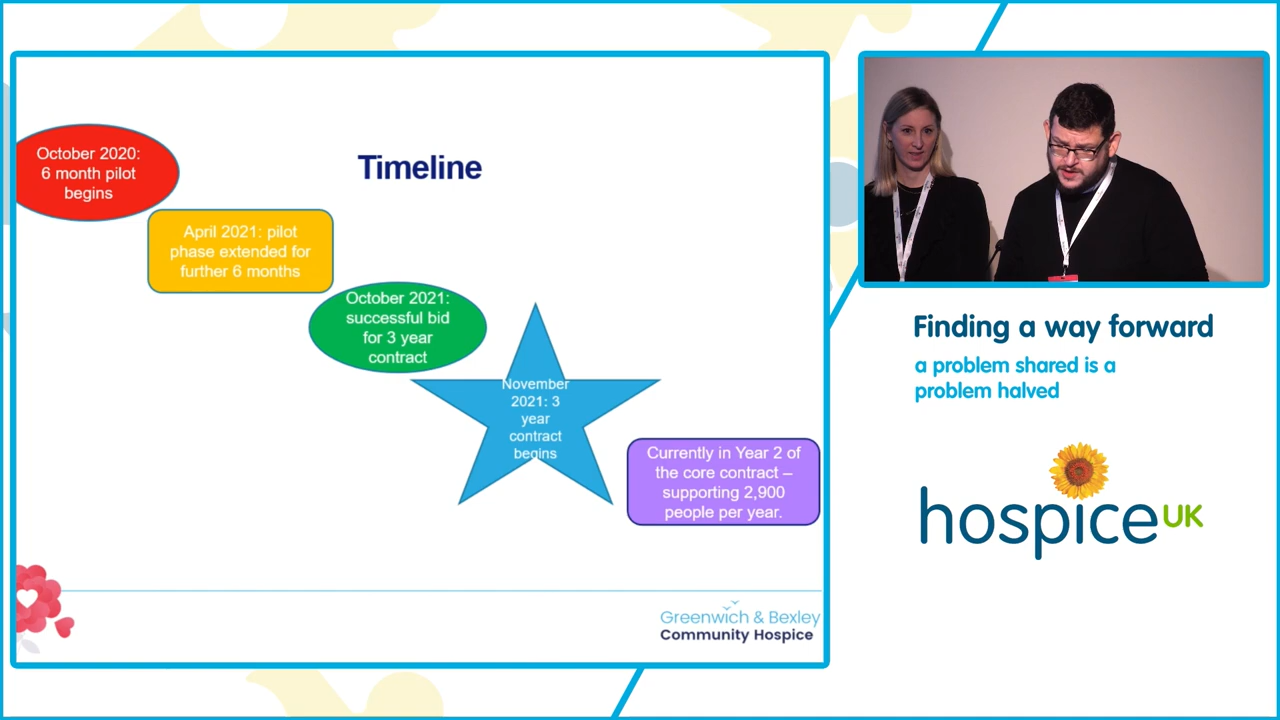 Timeline
October 2020:
6 month pilot
begins
April 2021: pilot
phase extended for
further 6 months
October 2021:
successful bid
for 3 year
contract
November
2021: 3
year
contract
begins
Currently in Year 2 of
the core contract –
supporting 2,900
people per year.
Greenwich & Bexley
Community Hospice
Finding a way forward
a problem shared is a
problem halved
hospice UK